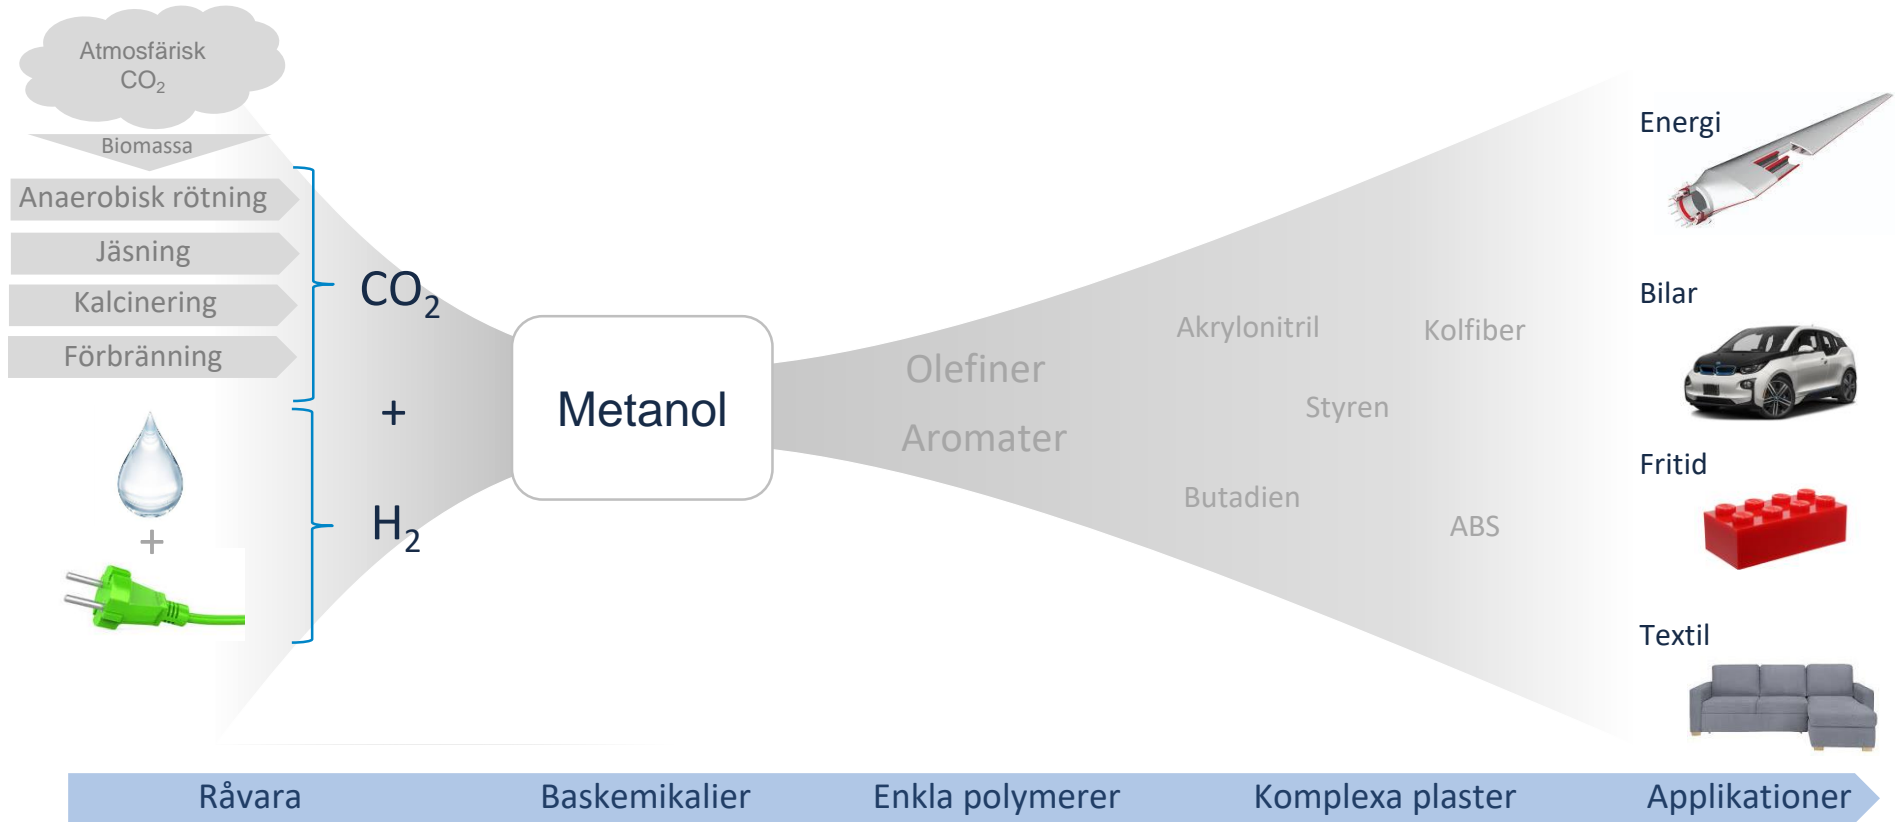 Atmosfärisk
CO₂
Biomassa
Anaerobisk rötning
Jäsning
Kalcinering
Förbränning
+
CO₂
+
H₂
Metanol
Olefiner
Aromater
Akrylonitril
Kolfiber
Styren
Butadien
ABS
Energi
Bilar
Fritid
Textil
Råvara
Baskemikalier
Enkla polymerer
Komplexa plaster
Applikationer